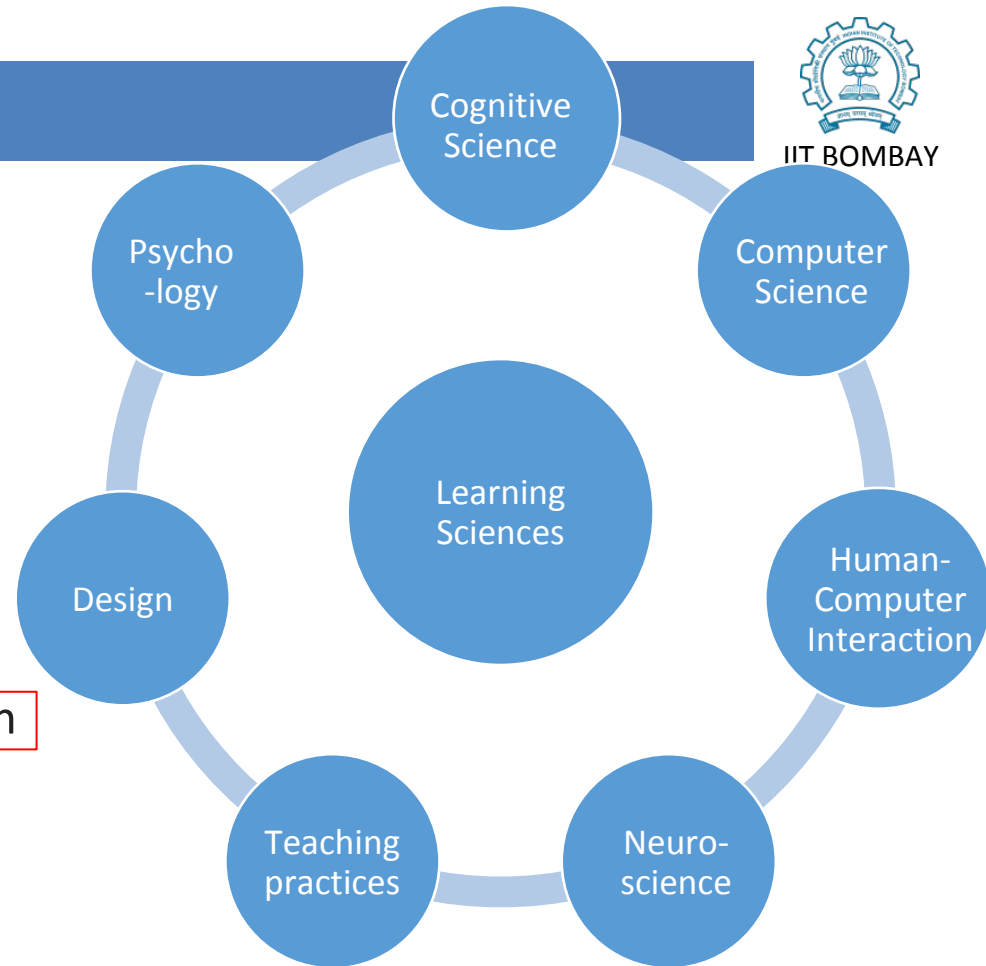 Cognitive
Science
IIT BOMBAY
Psycho
-logy
Computer
Science
Learning
Sciences
Design
Human-
Computer
Interaction
n
Teaching
practices
Neuro-
science